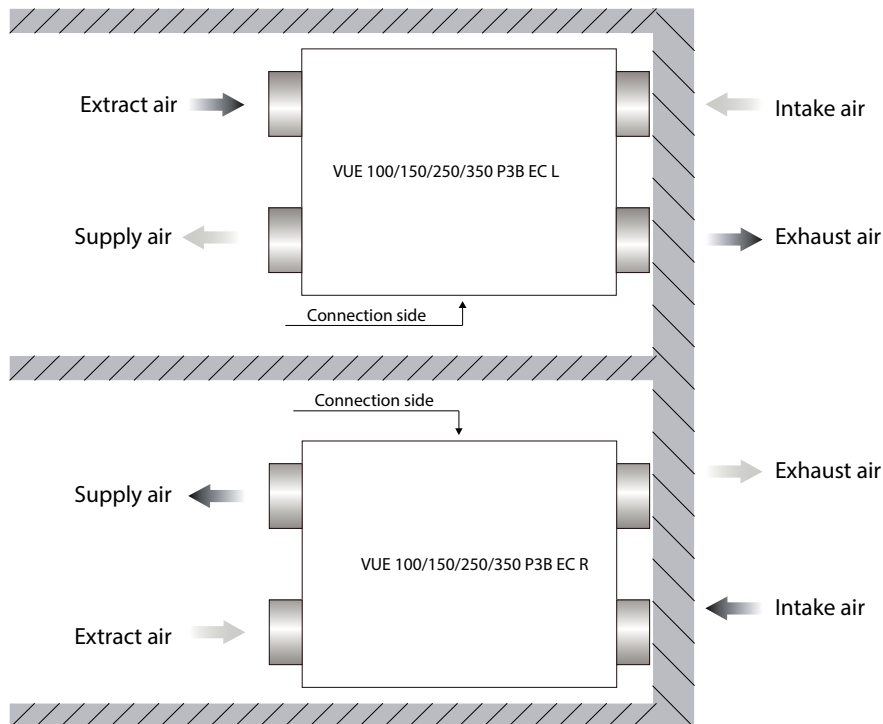 Extract air
Intake air
VUE 100/150/250/350 P3B EC L
Supply air
Exhaust air
Connection side
Connection side
Supply air
Exhaust air
VUE 100/150/250/350 P3B EC R
Extract air
Intake air